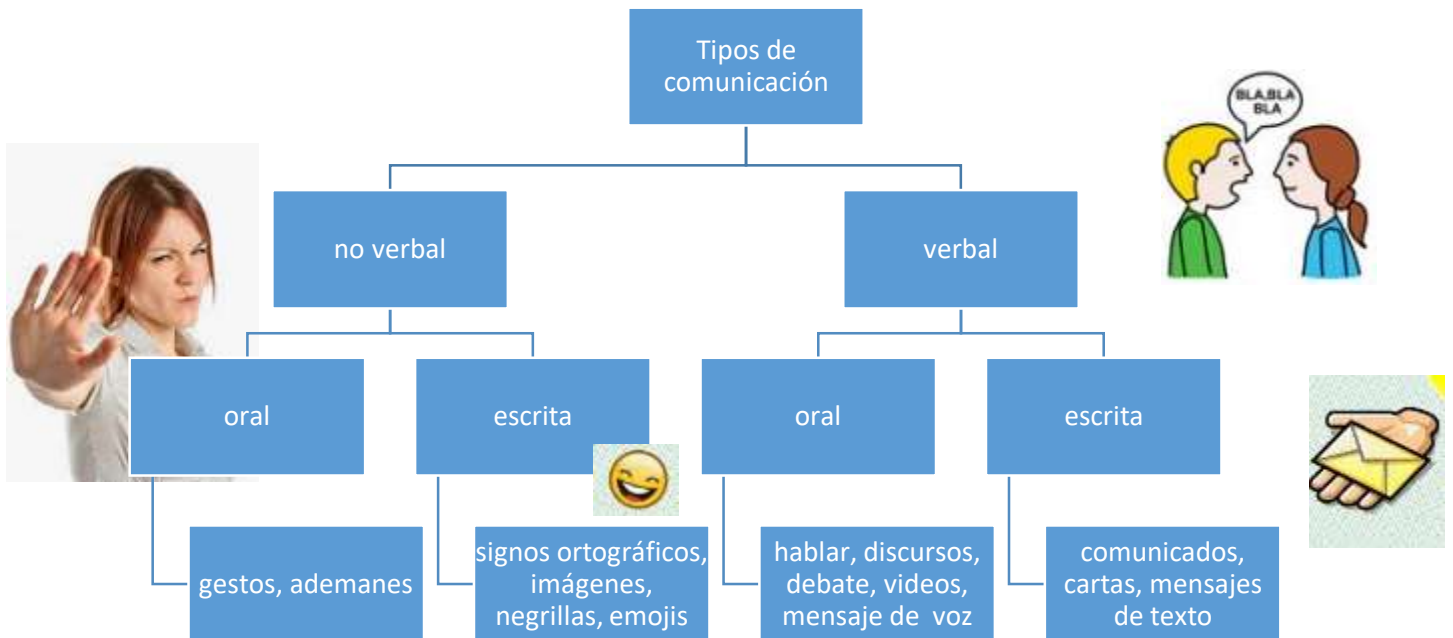 Tipos de
comunicación
BLA,BLA
BLA
no verbal
verbal
oral
escrita
oral
escrita
gestos, ademanes
signos ortográficos,
imágenes,
negrillas, emojis
hablar, discursos,
debate, videos,
mensaje de voz
comunicados,
cartas, mensajes
de texto